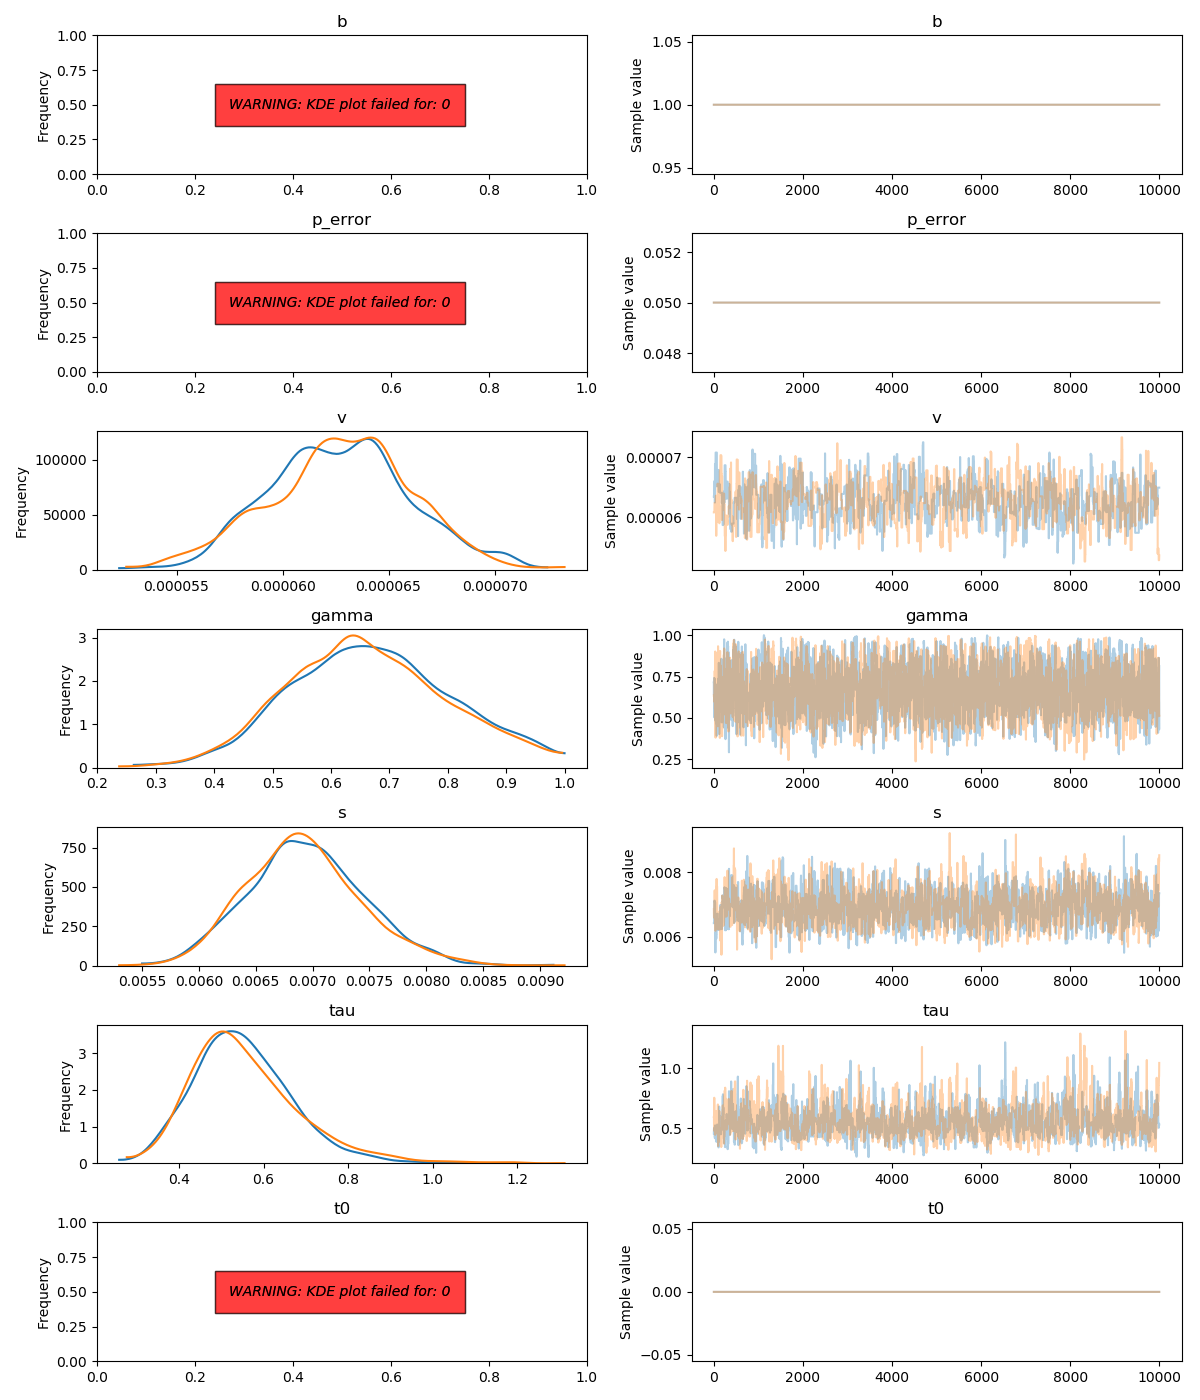 b
b
1.00
0.75
0.50
0.25
0.00
Frequency
WARNING: KDE plot failed for: 0
0.0 0.2 0.4 0.6 0.8 1.0
1.05
1.00
0.95
Sample value
0 2000 4000 6000 8000 10000
p_error
p_error
1.00
0.75
0.50
0.25
0.00
Frequency
WARNING: KDE plot failed for: 0
0.0 0.2 0.4 0.6 0.8 1.0
0.052
0.050
0.048
Sample value
0 2000 4000 6000 8000 10000
v
v
100000
50000
0
Frequency
0.000055 0.000060 0.000065 0.000070
0.00007
0.00006
Sample value
0 2000 4000 6000 8000 10000
gamma
gamma
3
2
1
0
Frequency
0.2 0.3 0.4 0.5 0.6 0.7 0.8 0.9 1.0
1.00
0.75
0.50
0.25
Sample value
0 2000 4000 6000 8000 10000
s
s
750
500
250
0
Frequency
0.0055 0.0060 0.0065 0.0070 0.0075 0.0080 0.0085 0.0090
0.008
0.006
Sample value
0 2000 4000 6000 8000 10000
tau
tau
3
2
1
0
Frequency
0.4 0.6 0.8 1.0 1.2
1.0
0.5
Sample value
0 2000 4000 6000 8000 10000
t0
t0
1.00
0.75
0.50
0.25
0.00
Frequency
WARNING: KDE plot failed for: 0
0.0 0.2 0.4 0.6 0.8 1.0
0.05
0.00
−0.05
Sample value
0 2000 4000 6000 8000 10000